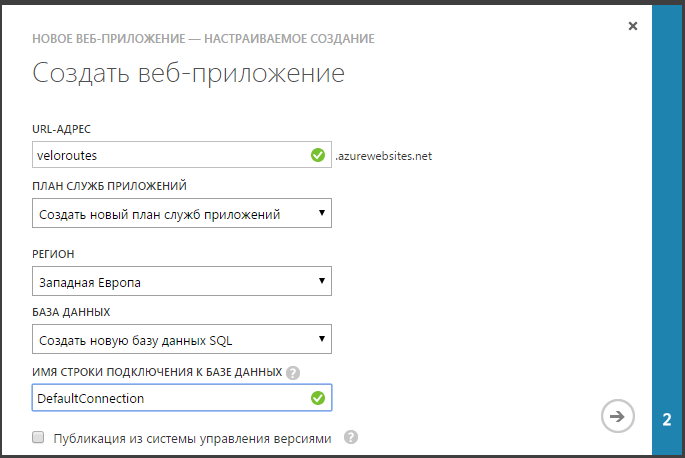 НОВОЕ ВЕБ-ПРИЛОЖЕНИЕ — НАСТРАИВАЕМОЕ СОЗДАНИЕ
Создать веб-приложение
URL-АДРЕС
veloroutes .azurewebsites.net
ПЛАН СЛУЖБ ПРИЛОЖЕНИЙ
Создать новый план служб приложений
РЕГИОН
Западная Европа
БАЗА ДАННЫХ
Создать новую базу данных SQL
ИМЯ СТРОКИ ПОДКЛЮЧЕНИЯ К БАЗЕ ДАННЫХ ?
DefaultConnection
Публикация из системы управления версиями ?
2